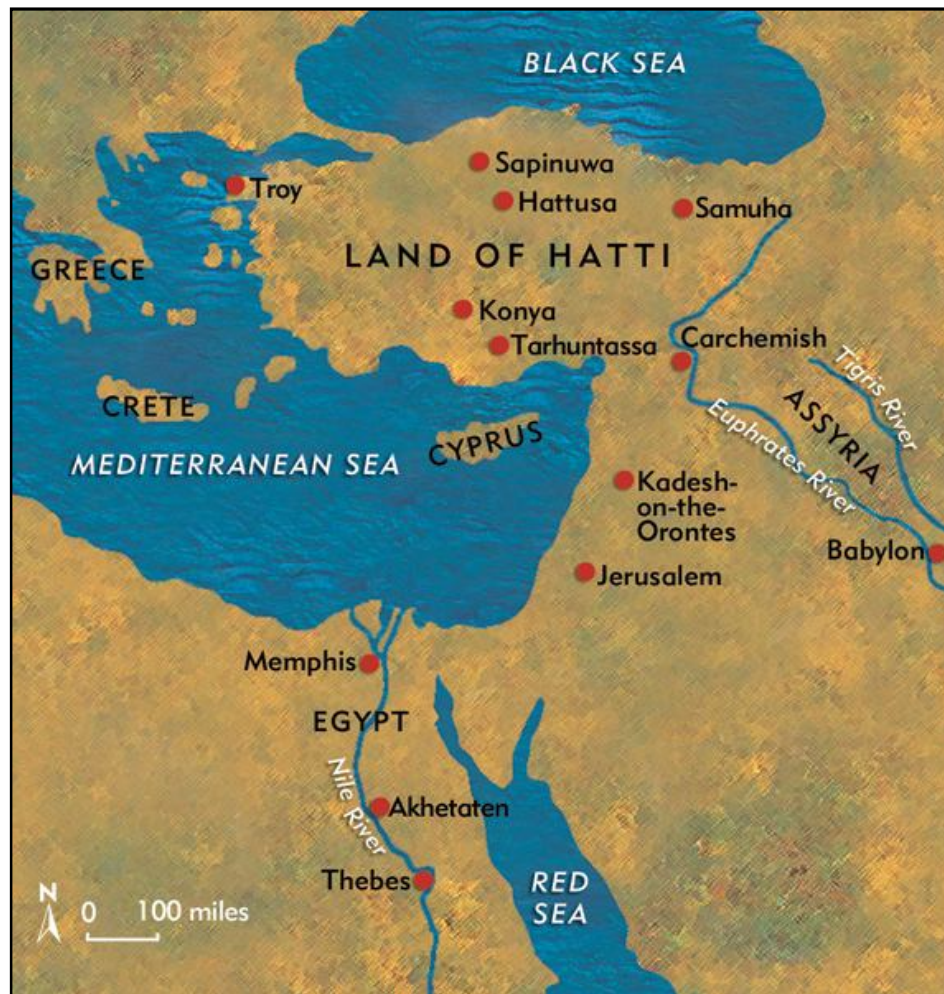 BLACK SEA
Sapinuwa
Troy
Hattusa
Samuha
LAND OF HATTI
GREECE
Konya
Tarhuntassa
Carchemish
Tigris River
CRETE
ASSYRIA
CYPRUS
Euphrates River
MEDITERRANEAN SEA
Kadesh-
on-the-
Orontes
Babylon
Jerusalem
Memphis
EGYPT
Nile River
Akhetaten
Thebes
RED
SEA
N
0 100 miles